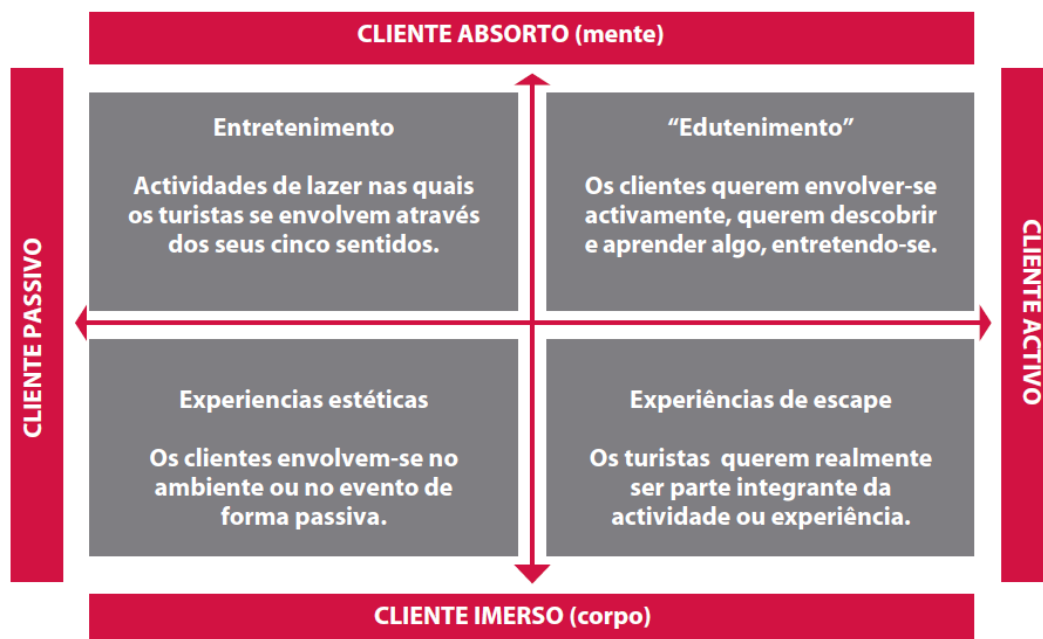 CLIENTE ABSORTO (mente)
CLIENTE PASSIVO
Entretenimento
Actividades de lazer nas quais
os turistas se envolvem através
dos seus cinco sentidos.
“Edutenimento”
Os clientes querem envolver-se
activamente, querem descobrir
e aprender algo, entretendo-se.
CLIENTE ACTIVO
Experiencias estéticas
Os clientes envolvem-se no
ambiente ou no evento de
forma passiva.
Experiências de escape
Os turistas querem realmente
ser parte integrante da
actividade ou experiência.
CLIENTE IMERSO (corpo)